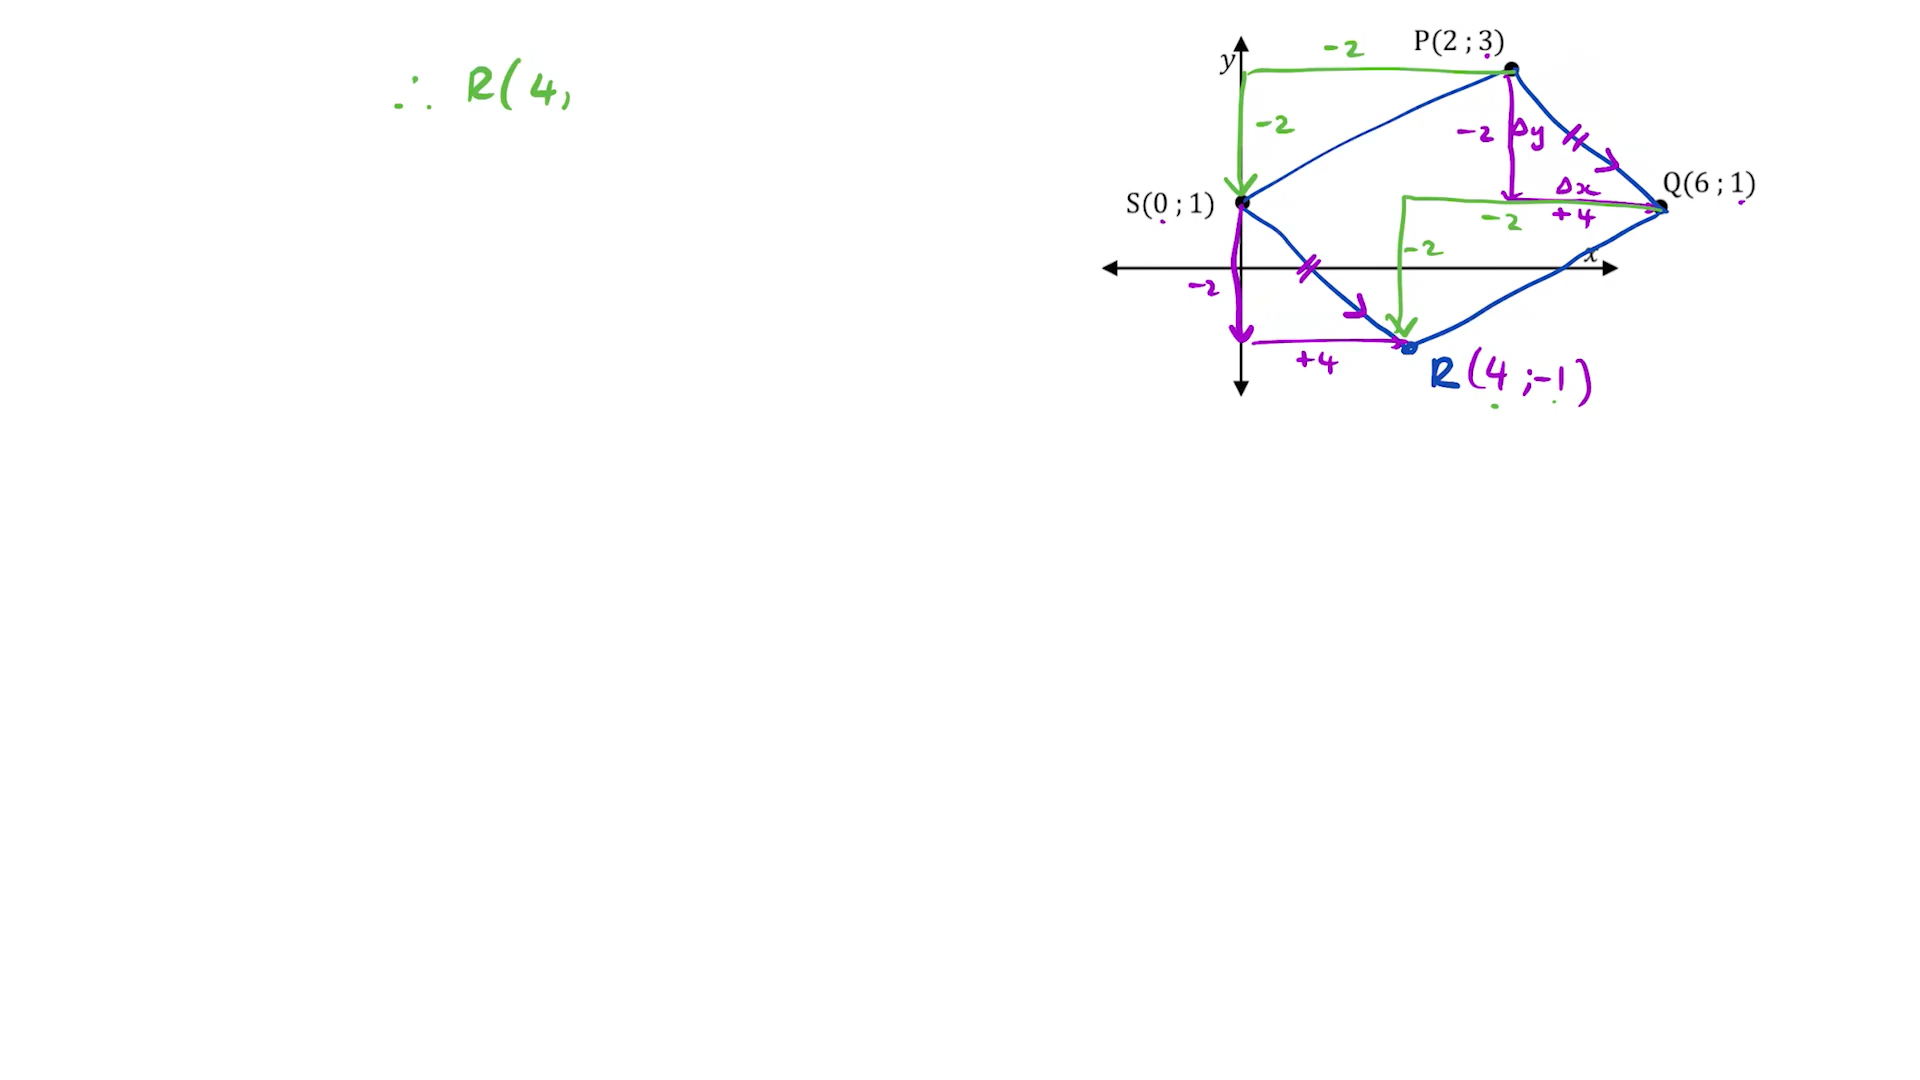 ∴ R(4,
y
-2
P(2 ; 3)
-2
-2 Δy
Q(6 ; 1)
Δx
+4
S(0 ; 1)
-2
-2
x
-2
+4
R(4 ;-1)